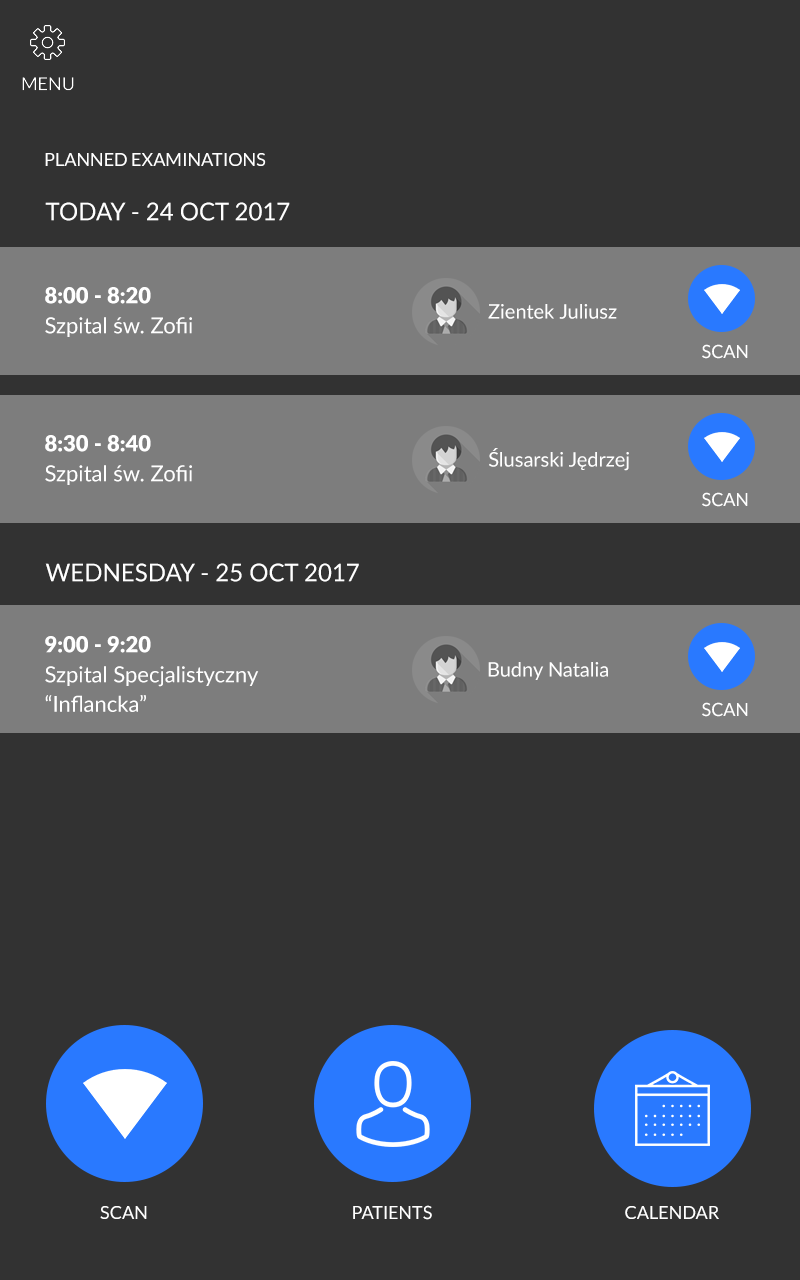 MENU
PLANNED EXAMINATIONS
TODAY - 24 OCT 2017
8:00 - 8:20
Szpital św. Zofii
Zientek Juliusz
SCAN
8:30 - 8:40
Szpital św. Zofii
Ślusarski Jędrzej
SCAN
WEDNESDAY - 25 OCT 2017
9:00 - 9:20
Szpital Specjalistyczny
“Inflancka”
Budny Natalia
SCAN
SCAN
PATIENTS
CALENDAR